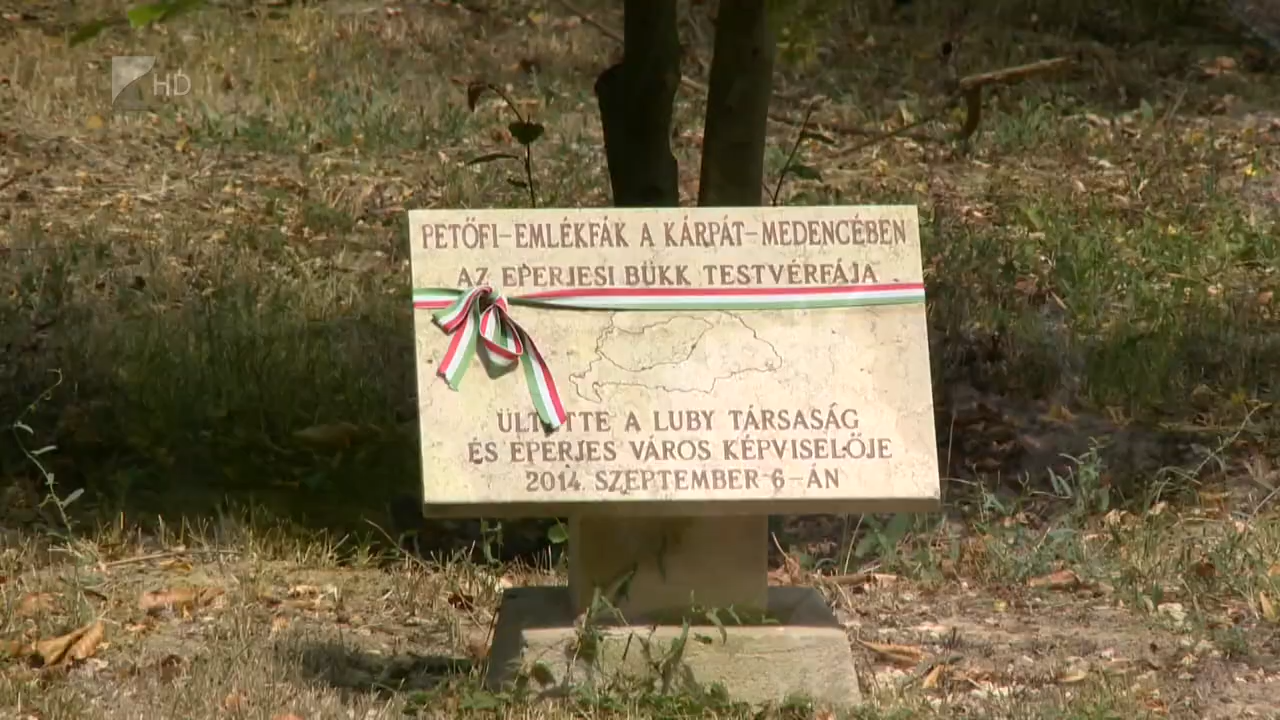 HD
PETŐFI-EMLÉKFÁK A KÁRPÁT-MEDENCÉBEN
AZ EPERJESI BÜKK TESTVÉRFÁJA
ÜLTETTE A LUBY TÁRSASÁG
ÉS EPERJES VÁROS KÉPVISELŐJE
2014. SZEPTEMBER 6-ÁN